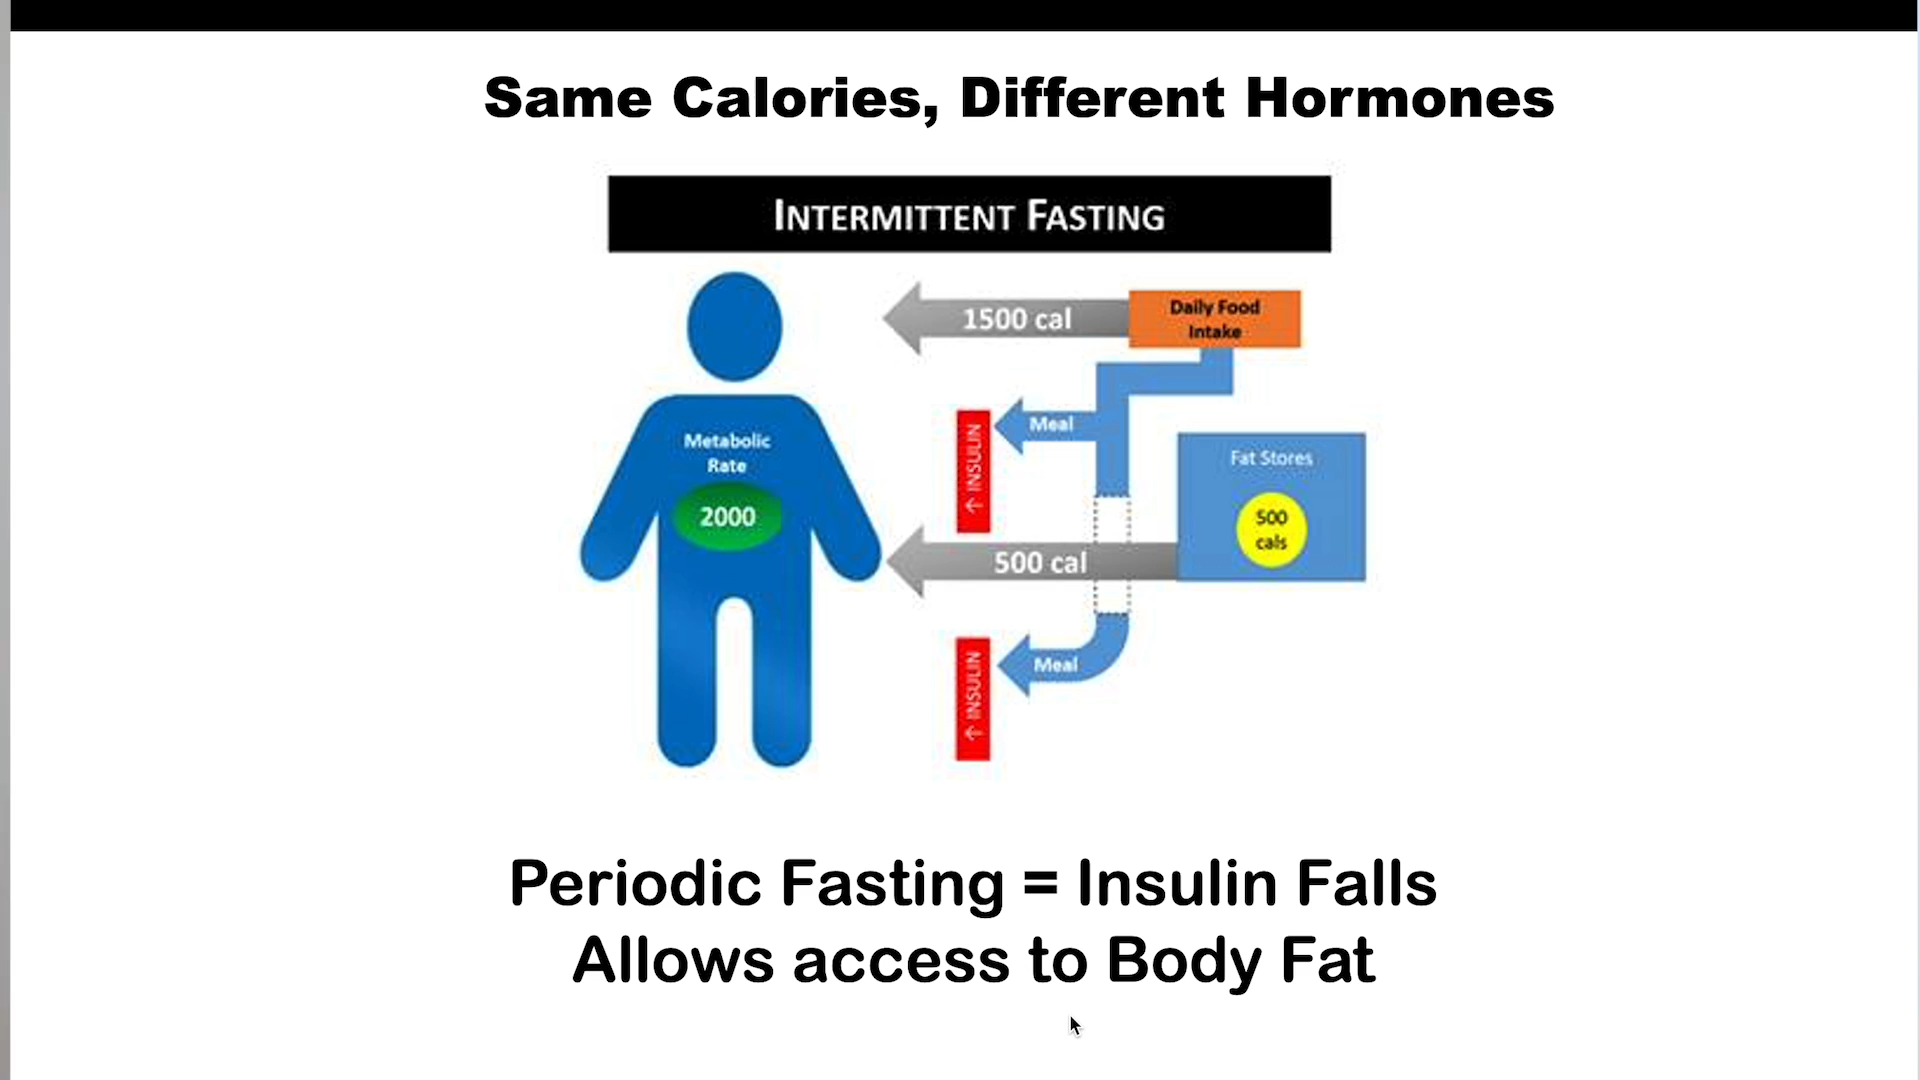 Same Calories, Different Hormones
INTERMITTENT FASTING
1500 cal
Daily Food
Intake
Meal
↑ INSULIN
Metabolic
Rate
2000
Fat Stores
500
cals
500 cal
Meal
↑ INSULIN
Periodic Fasting = Insulin Falls
Allows access to Body Fat